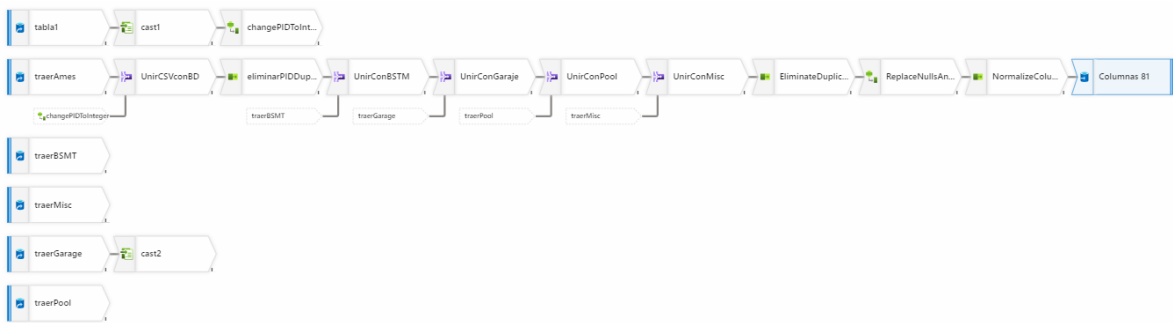 tabla1 cast1 changePIDToInt...
traerAmes UnirCSVconBD eliminarPIDDup... UnirConBSTM UnirConGaraje UnirConPool UnirConMisc EliminateDuplic... ReplaceNullsAn... NormalizeColu... Columnas 81
changePIDToInteger traerBSMT traerGarage traerPool traerMisc
traerBSMT
traerMisc
traerGarage cast2
traerPool